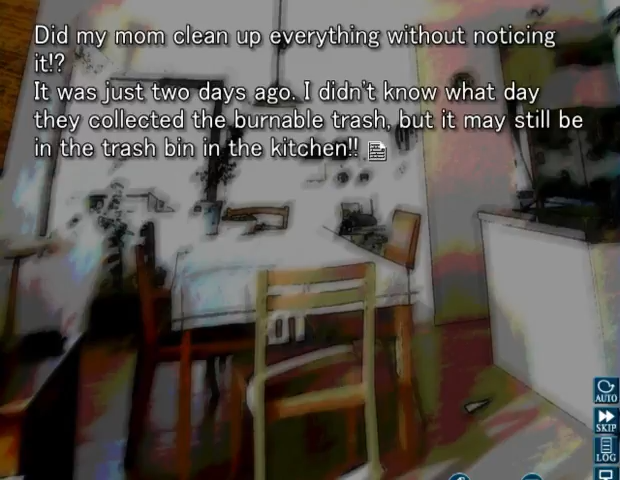 Did my mom clean up everything without noticing
it!?
It was just two days ago. I didn't know what day
they collected the burnable trash, but it may still be
in the trash bin in the kitchen!!
AUTO
SKIP
LOG